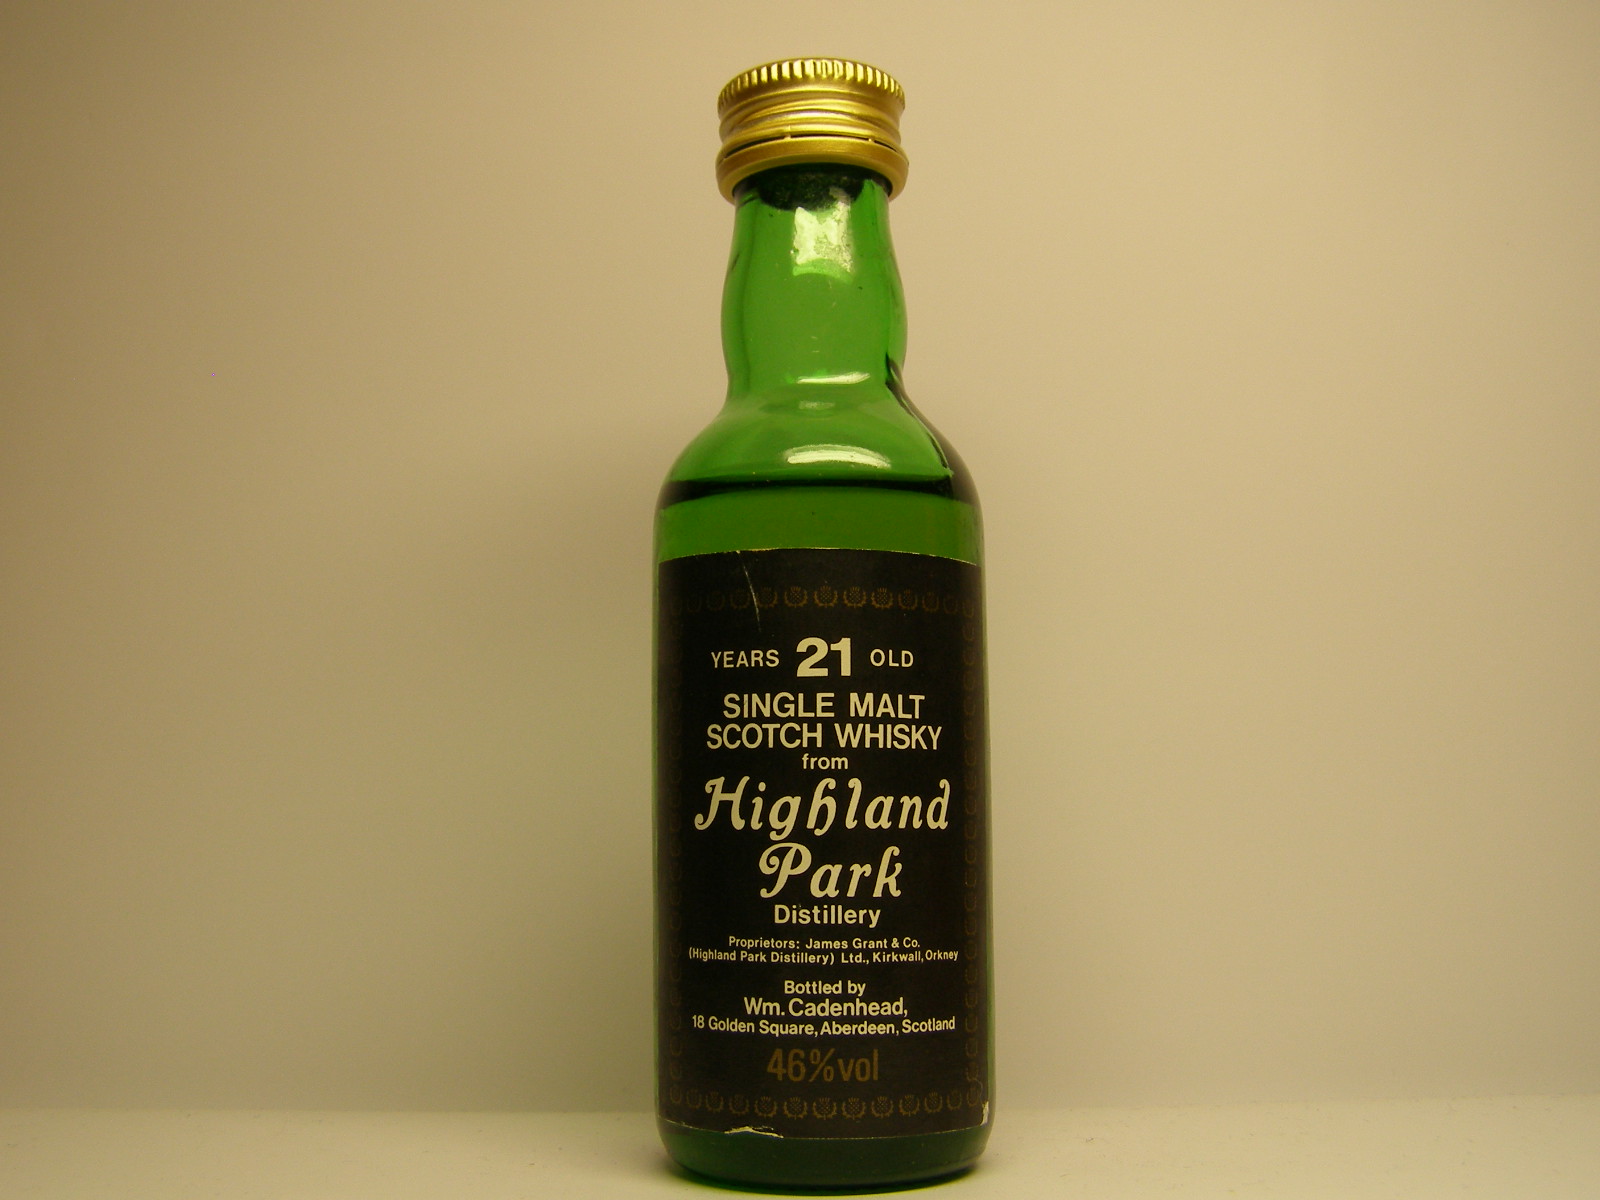 YEARS 21 OLD
SINGLE MALT
SCOTCH WHISKY
from
Highland
Park
Distillery
Proprietors: James Grant & Co.
(Highland Park Distillery) Ltd., Kirkwall, Orkney
Bottled by
Wm. Cadenhead,
18 Golden Square, Aberdeen, Scotland
46%vol